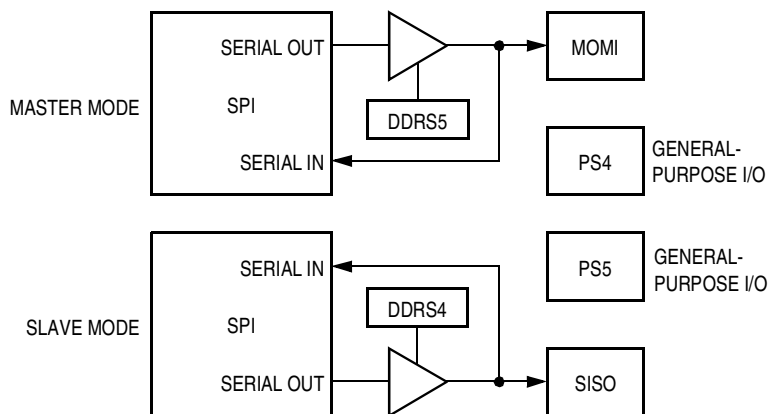 SERIAL OUT
MOMI
MASTER MODE
SPI
DDRS5
SERIAL IN
PS4
GENERAL-
PURPOSE I/O
SERIAL IN
PS5
GENERAL-
PURPOSE I/O
SLAVE MODE
SPI
DDRS4
SERIAL OUT
SISO